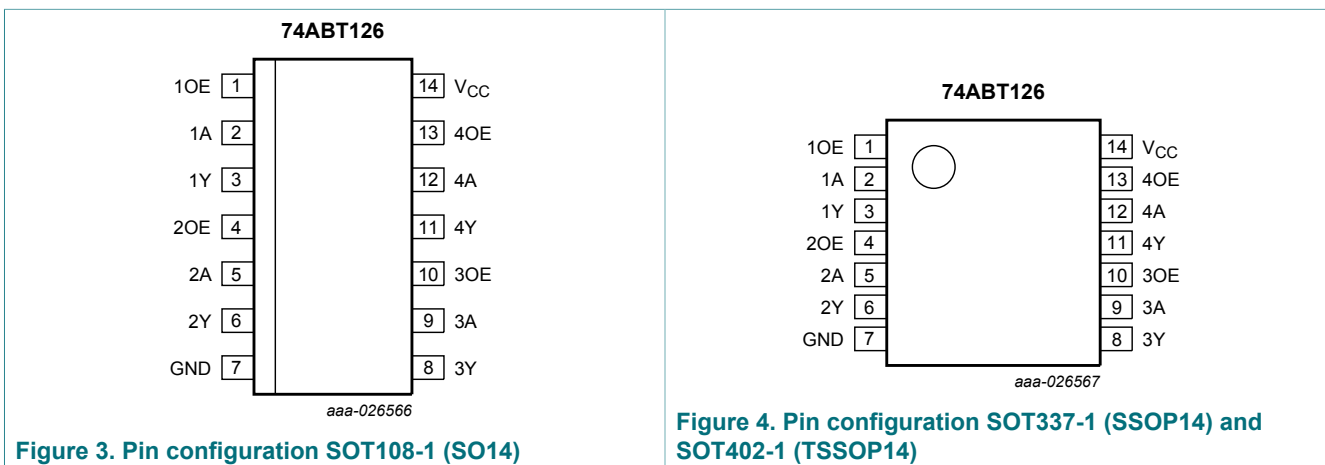 74ABT126
1OE 1
1A 2
1Y 3
2OE 4
2A 5
2Y 6
GND 7
14 VCC
13 4OE
12 4A
11 4Y
10 3OE
9 3A
8 3Y
aaa-026566
Figure 3. Pin configuration SOT108-1 (SO14)
74ABT126
1OE 1
1A 2
1Y 3
2OE 4
2A 5
2Y 6
GND 7
14 VCC
13 4OE
12 4A
11 4Y
10 3OE
9 3A
8 3Y
aaa-026567
Figure 4. Pin configuration SOT337-1 (SSOP14) and
SOT402-1 (TSSOP14)